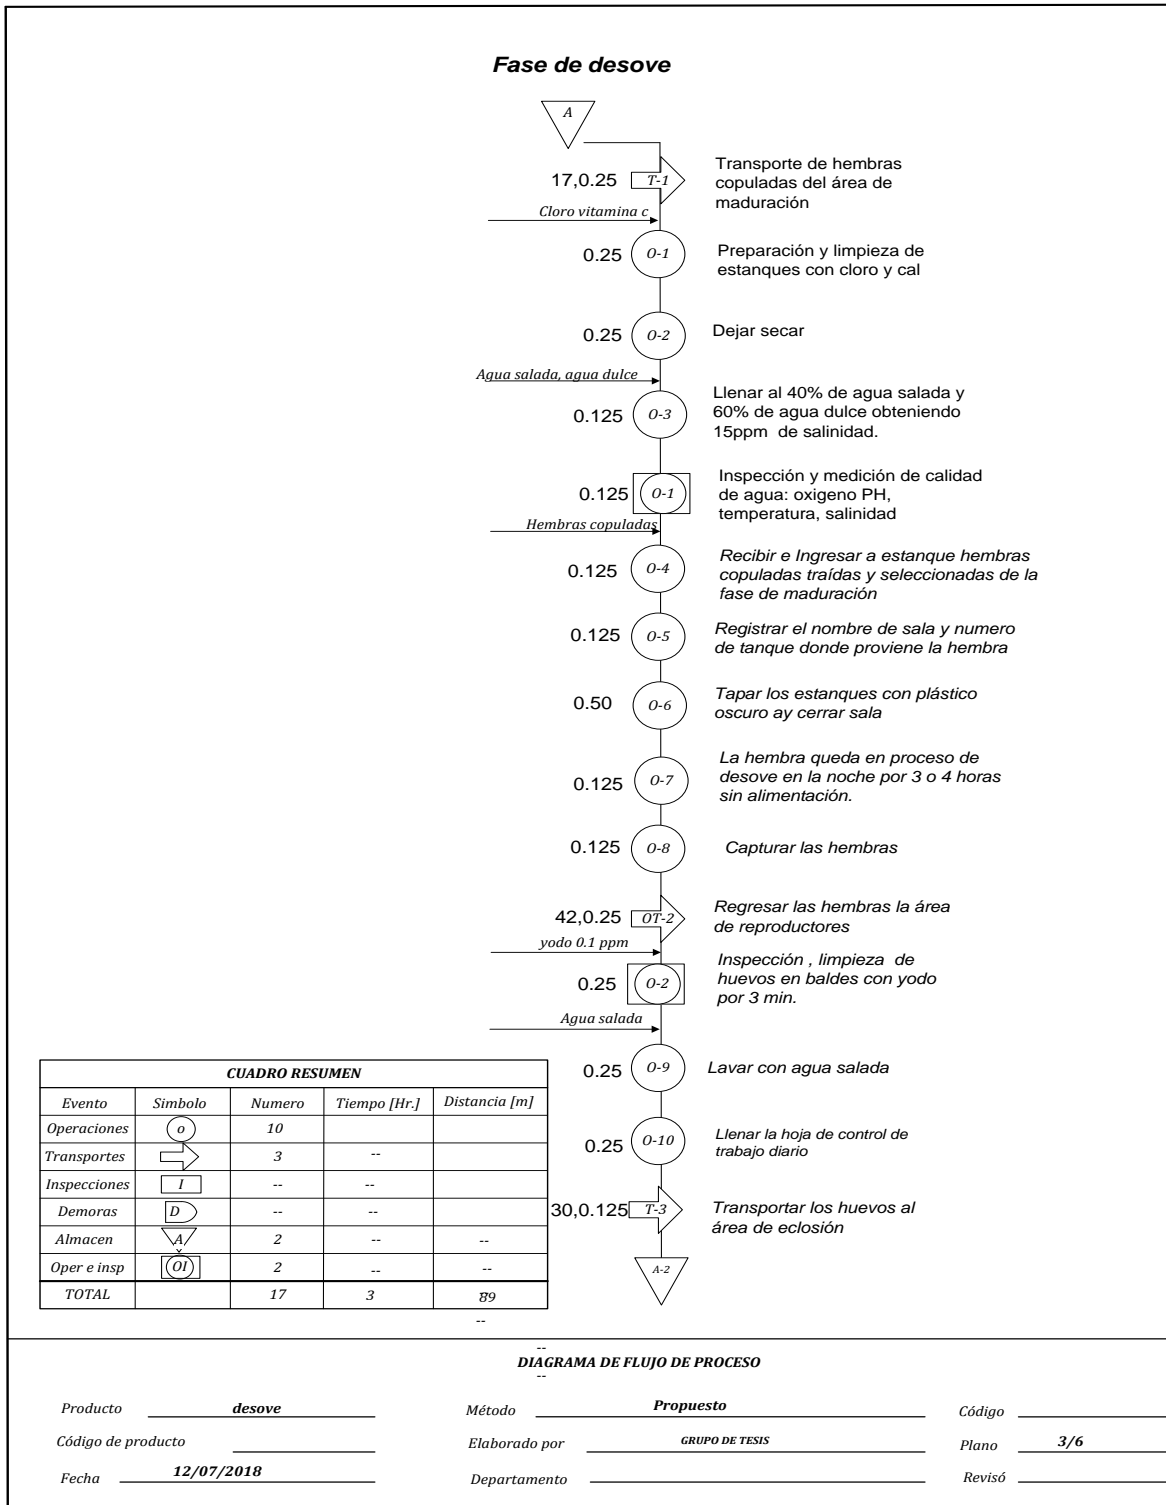 Fase de desove
A
17,0.25 T-1 Transporte de hembras
copuladas del área de
maduración
Cloro vitamina c
0.25 O-1 Preparación y limpieza de
estanques con cloro y cal
0.25 O-2 Dejar secar
Agua salada, agua dulce
0.125 O-3 Llenar al 40% de agua salada y
60% de agua dulce obteniendo
15ppm de salinidad.
0.125 O-1 Inspección y medición de calidad
de agua: oxigeno PH,
temperatura, salinidad
Hembras copuladas
0.125 O-4 Recibir e Ingresar a estanque hembras
copuladas traídas y seleccionadas de la
fase de maduración
0.125 O-5 Registrar el nombre de sala y numero
de tanque donde proviene la hembra
0.50 O-6 Tapar los estanques con plástico
oscuro ay cerrar sala
0.125 O-7 La hembra queda en proceso de
desove en la noche por 3 o 4 horas
sin alimentación.
0.125 O-8 Capturar las hembras
42,0.25 OT-2 Regresar las hembras la área
de reproductores
yodo 0.1 ppm
0.25 O-2 Inspección , limpieza de
huevos en baldes con yodo
por 3 min.
Agua salada
0.25 O-9 Lavar con agua salada
0.25 O-10 Llenar la hoja de control de
trabajo diario
30,0.125 T-3 Transportar los huevos al
área de eclosión
A-2
CUADRO RESUMEN
Evento Simbolo Numero Tiempo [Hr.] Distancia [m]
Operaciones o 10
Transportes 3 --
Inspecciones I -- --
Demoras D -- --
Almacen A 2 -- --
Oper e insp OI 2 -- --
TOTAL 17 3 89
--
--
DIAGRAMA DE FLUJO DE PROCESO
--
Producto desove Método Propuesto Código
Código de producto Elaborado por GRUPO DE TESIS Plano 3/6
Fecha 12/07/2018 Departamento Revisó